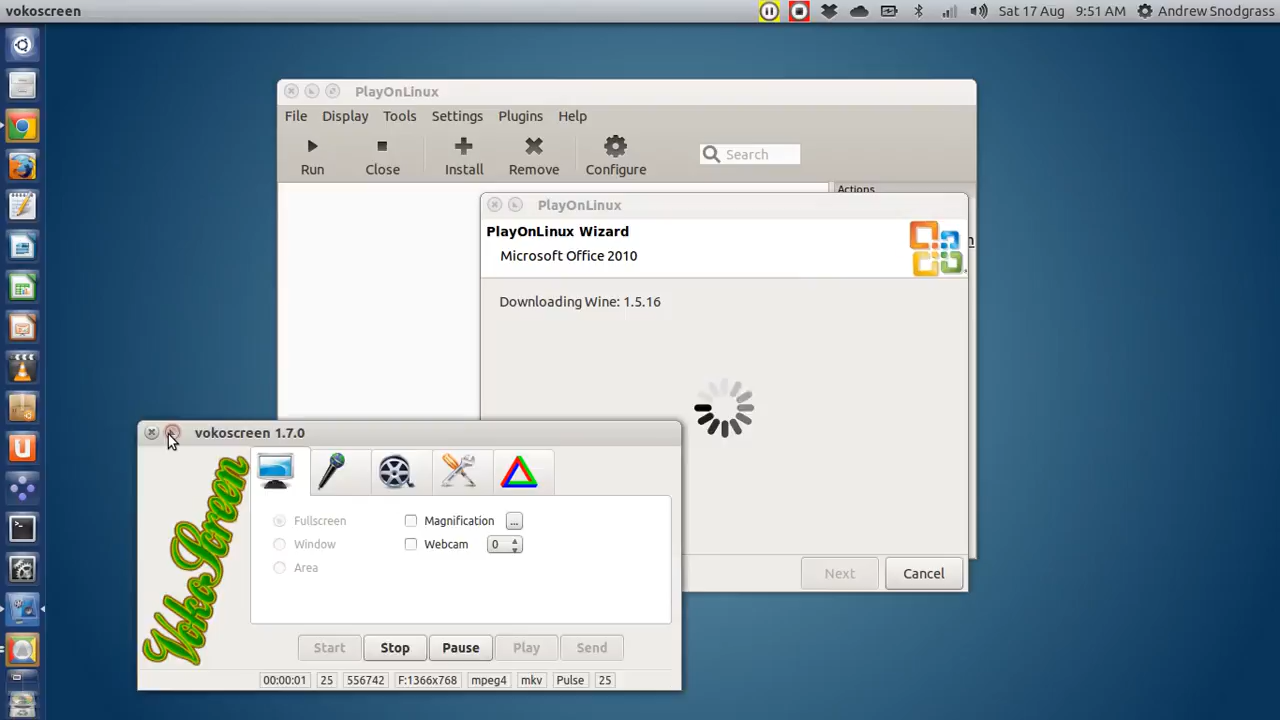 vokoscreen
Sat 17 Aug 9:51 AM Andrew Snodgrass
PlayOnLinux
File Display Tools Settings Plugins Help
Run Close Install Remove Configure Search
Actions
PlayOnLinux
PlayOnLinux Wizard
Microsoft Office 2010
Downloading Wine: 1.5.16
Next Cancel
vokoscreen 1.7.0
VokoScreen
Fullscreen Magnification ...
Window Webcam 0
Area
Start Stop Pause Play Send
00:00:01 25 556742 F:1366x768 mpeg4 mkv Pulse 25